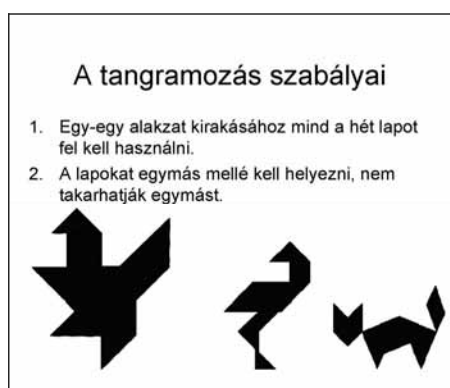 A tangramozás szabályai
1. Egy-egy alakzat kirakásához mind a hét lapot
fel kell használni.
2. A lapokat egymás mellé kell helyezni, nem
takarhatják egymást.